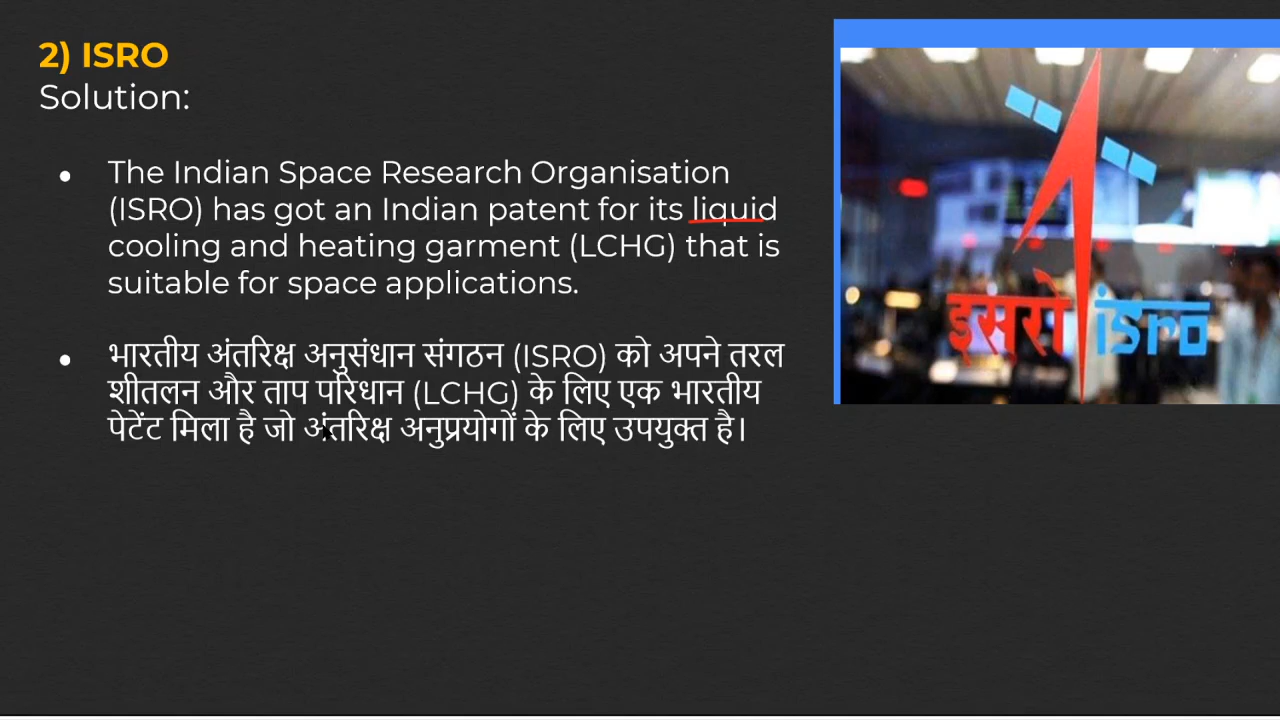 2) ISRO
Solution:
● The Indian Space Research Organisation
(ISRO) has got an Indian patent for its liquid
cooling and heating garment (LCHG) that is
suitable for space applications.
● भारतीय अंतरिक्ष अनुसंधान संगठन (ISRO) को अपने तरल
शीतलन और ताप परिधान (LCHG) के लिए एक भारतीय
पेटेंट मिला है जो अंतरिक्ष अनुप्रयोगों के लिए उपयुक्त है।
इसरो isro